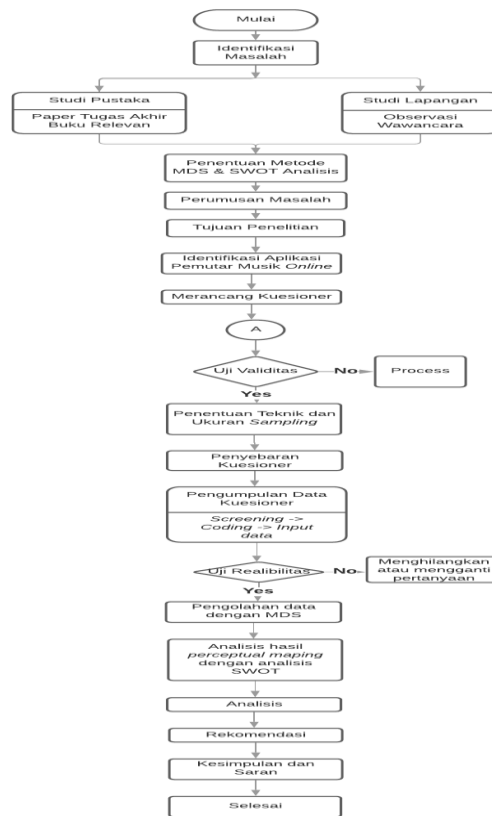 Mulai
Identifikasi
Masalah
Studi Pustaka
Paper Tugas Akhir
Buku Relevan
Studi Lapangan
Observasi
Wawancara
Penentuan Metode
MDS & SWOT Analisis
Perumusan Masalah
Tujuan Penelitian
Identifikasi Aplikasi
Pemutar Musik Online
Merancang Kuesioner
A
Uji Validitas
No
Process
Yes
Penentuan Teknik dan
Ukuran Sampling
Penyebaran
Kuesioner
Pengumpulan Data
Kuesioner
Screening ->
Coding -> Input
data
Uji Realibilitas
No
Menghilangkan
atau mengganti
pertanyaan
Yes
Pengolahan data
dengan MDS
Analisis hasil
perceptual maping
dengan analisis
SWOT
Analisis
Rekomendasi
Kesimpulan dan
Saran
Selesai